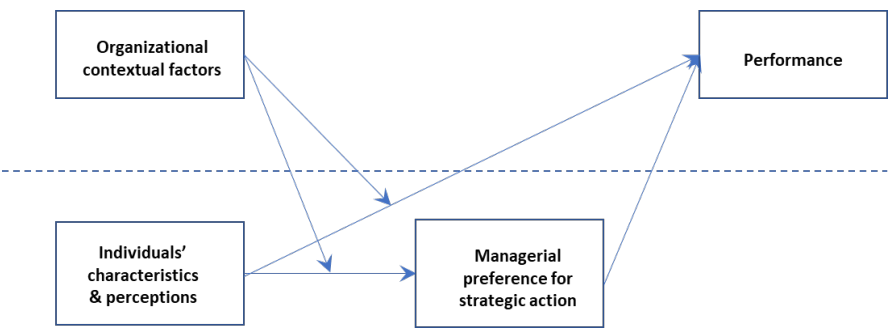 Organizational
contextual factors
Performance
Individuals’
characteristics
& perceptions
Managerial
preference for
strategic action